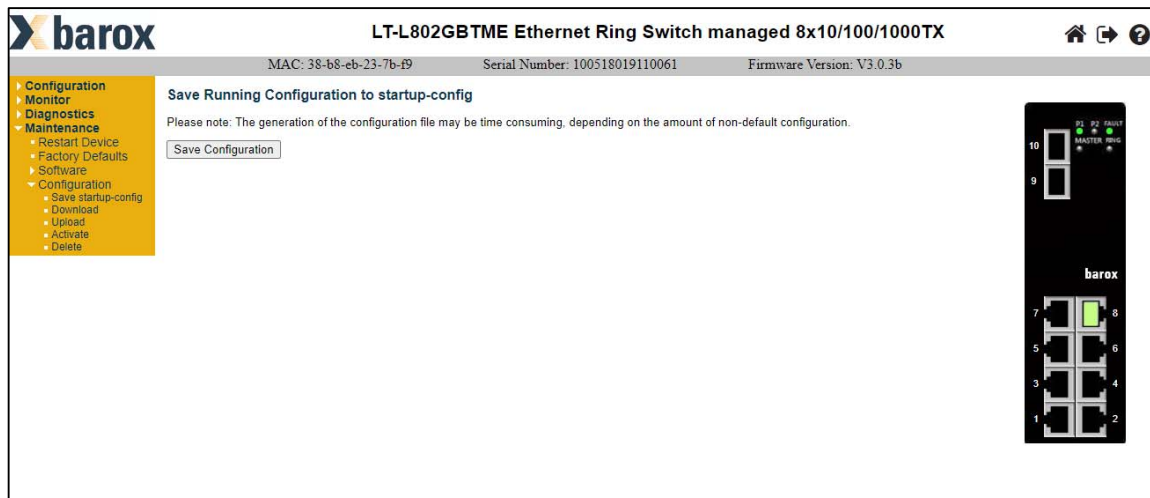 barox
LT-L802GBTME Ethernet Ring Switch managed 8x10/100/1000TX
MAC: 38-b8-eb-23-7b-f9 Serial Number: 100518019110061 Firmware Version: V3.0.3b
Configuration
Monitor
Diagnostics
Maintenance
Restart Device
Factory Defaults
Software
Configuration
Save startup-config
Download
Upload
Activate
Delete
Save Running Configuration to startup-config
Please note: The generation of the configuration file may be time consuming, depending on the amount of non-default configuration.
Save Configuration
P1 P2 FAULT
MASTER RING
10
9
barox
7 8
5 6
3 4
1 2